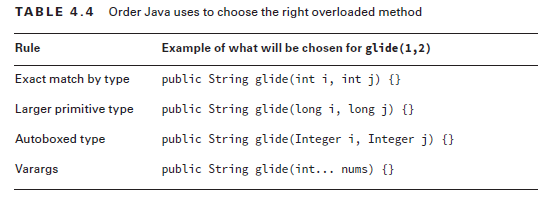 TABLE 4.4 Order Java uses to choose the right overloaded method
Rule Example of what will be chosen for glide(1,2)
Exact match by type public String glide(int i, int j) {}
Larger primitive type public String glide(long i, long j) {}
Autoboxed type public String glide(Integer i, Integer j) {}
Varargs public String glide(int... nums) {}